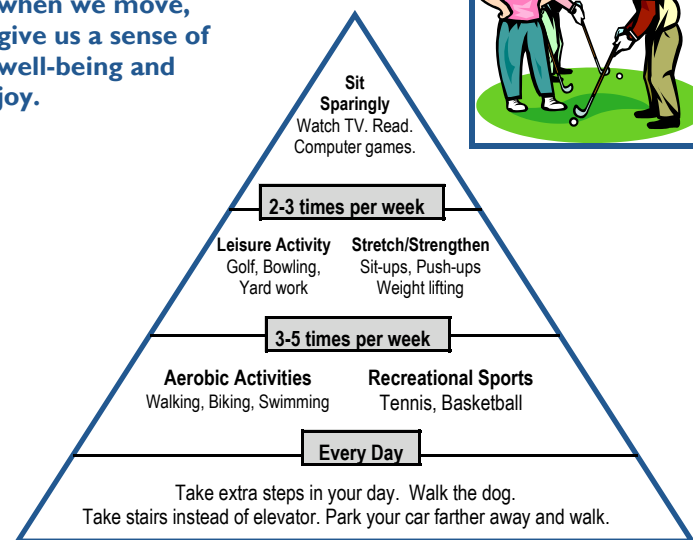 when we move,
give us a sense of
well-being and
joy.
Sit
Sparingly
Watch TV. Read.
Computer games.
2-3 times per week
Leisure Activity
Golf, Bowling,
Yard work
Stretch/Strengthen
Sit-ups, Push-ups
Weight lifting
3-5 times per week
Aerobic Activities
Walking, Biking, Swimming
Recreational Sports
Tennis, Basketball
Every Day
Take extra steps in your day. Walk the dog.
Take stairs instead of elevator. Park your car farther away and walk.